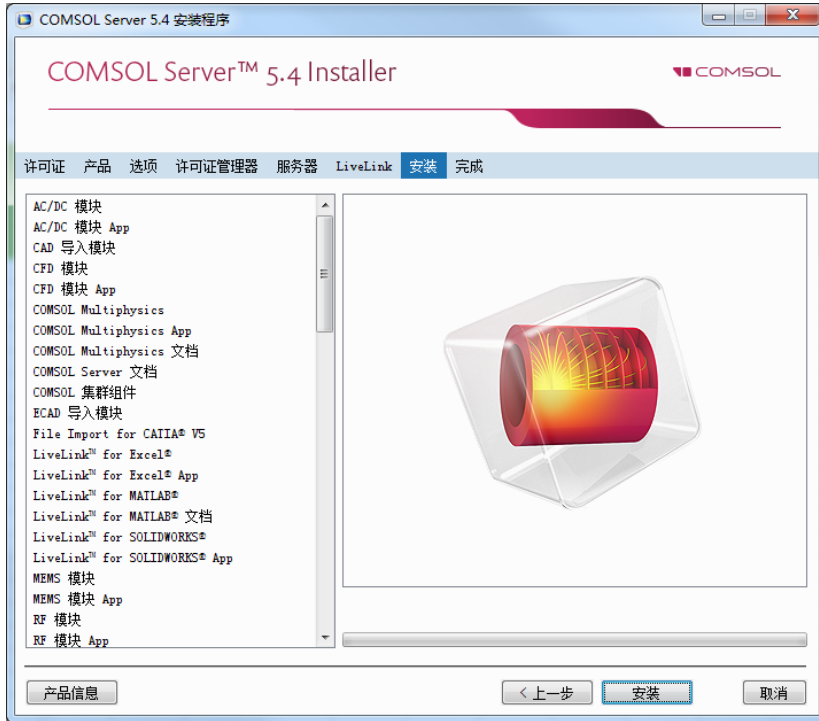 COMSOL Server 5.4 安装程序
COMSOL Server™ 5.4 Installer
COMSOL
许可证 产品 选项 许可证管理器 服务器 LiveLink 安装 完成
AC/DC 模块
AC/DC 模块 App
CAD 导入模块
CFD 模块
CFD 模块 App
COMSOL Multiphysics
COMSOL Multiphysics App
COMSOL Multiphysics 文档
COMSOL Server 文档
COMSOL 集群组件
ECAD 导入模块
File Import for CATIA® V5
LiveLink™ for Excel®
LiveLink™ for Excel® App
LiveLink™ for MATLAB®
LiveLink™ for MATLAB® 文档
LiveLink™ for SOLIDWORKS®
LiveLink™ for SOLIDWORKS® App
MEMS 模块
MEMS 模块 App
RF 模块
RF 模块 App
产品信息 < 上一步 安装 取消